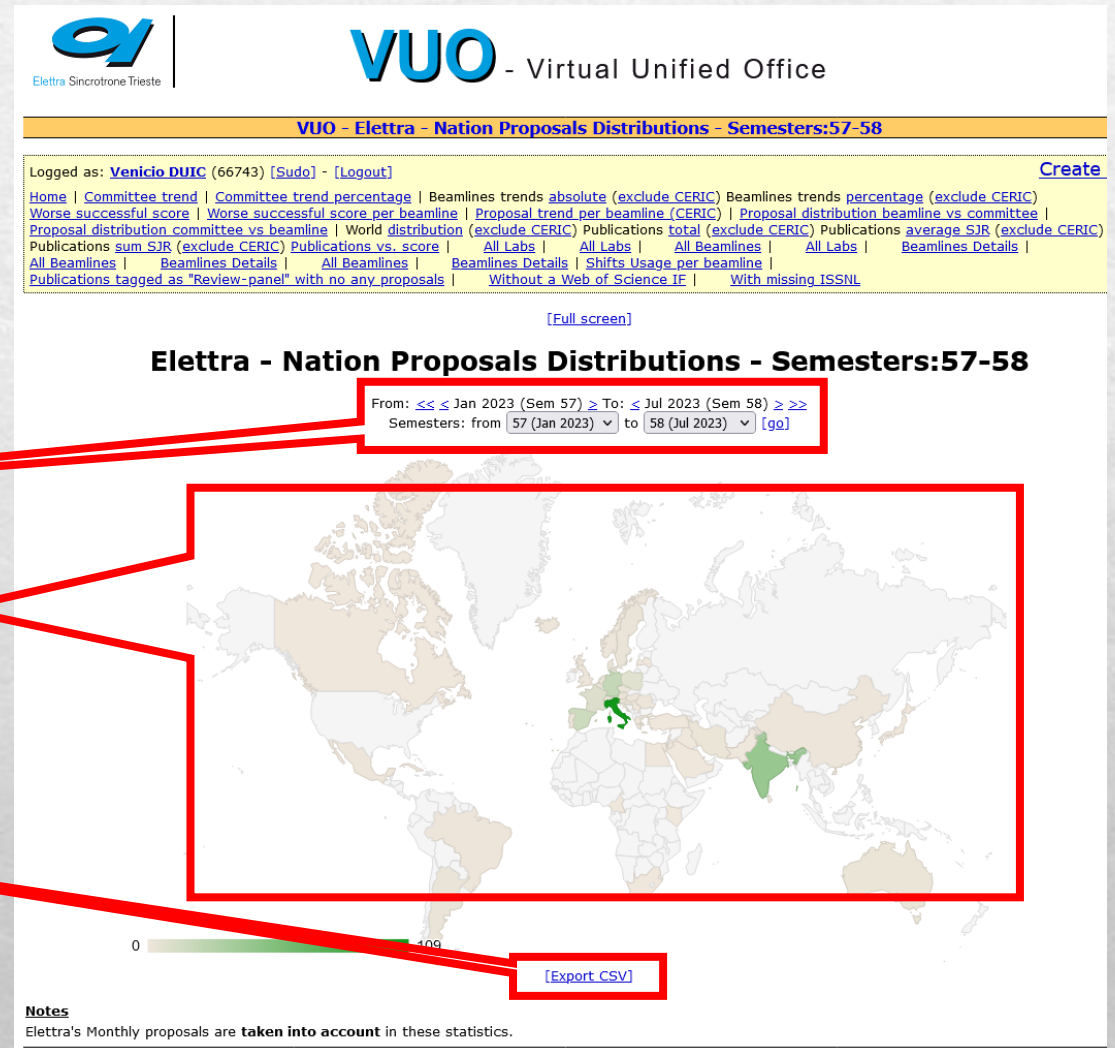 Elettra Sincrotrone Trieste
VUO - Virtual Unified Office
VUO - Elettra - Nation Proposals Distributions - Semesters:57-58
Logged as: Venicio DUIC (66743) [Sudo] - [Logout]
Create
Home | Committee trend | Committee trend percentage | Beamlines trends absolute (exclude CERIC) Beamlines trends percentage (exclude CERIC)
Worse successful score | Worse successful score per beamline | Proposal trend per beamline (CERIC) | Proposal distribution beamline vs committee |
Proposal distribution committee vs beamline | World distribution (exclude CERIC) Publications total (exclude CERIC) Publications average SJR (exclude CERIC)
Publications sum SJR (exclude CERIC) Publications vs. score | All Labs | All Labs | All Beamlines | All Labs | Beamlines Details |
All Beamlines | Beamlines Details | All Beamlines | Beamlines Details | Shifts Usage per beamline |
Publications tagged as "Review-panel" with no any proposals | Without a Web of Science IF | With missing ISSNL
[Full screen]
Elettra - Nation Proposals Distributions - Semesters:57-58
From: << < Jan 2023 (Sem 57) > To: < Jul 2023 (Sem 58) > >>
Semesters: from 57 (Jan 2023) to 58 (Jul 2023) [go]
0 109
[Export CSV]
Notes
Elettra's Monthly proposals are taken into account in these statistics.